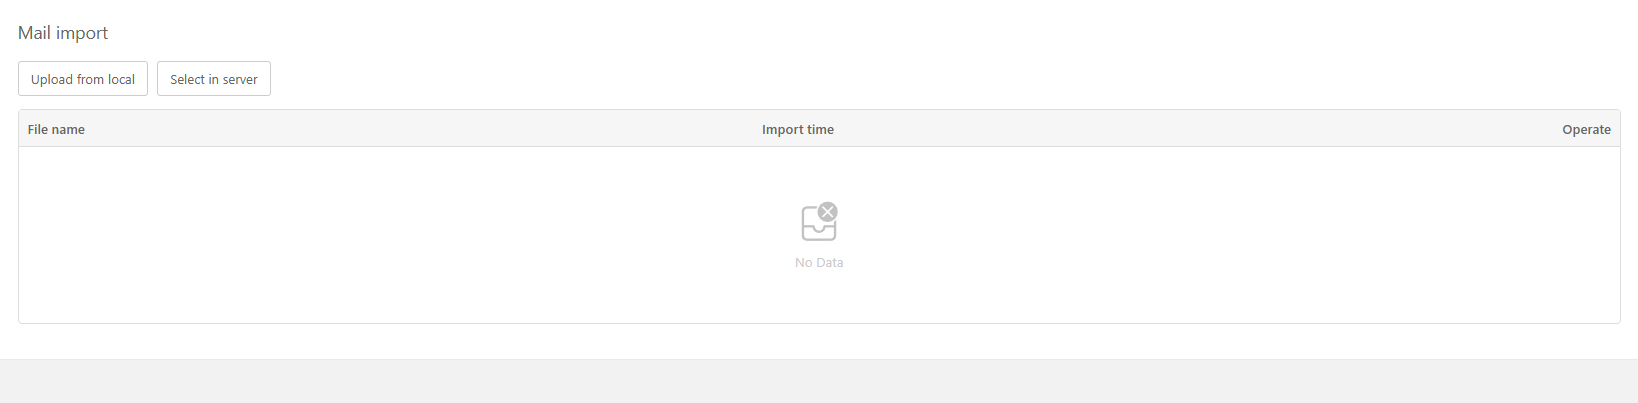 Mail import
Upload from local
Select in server
File name
Import time
Operate
No Data